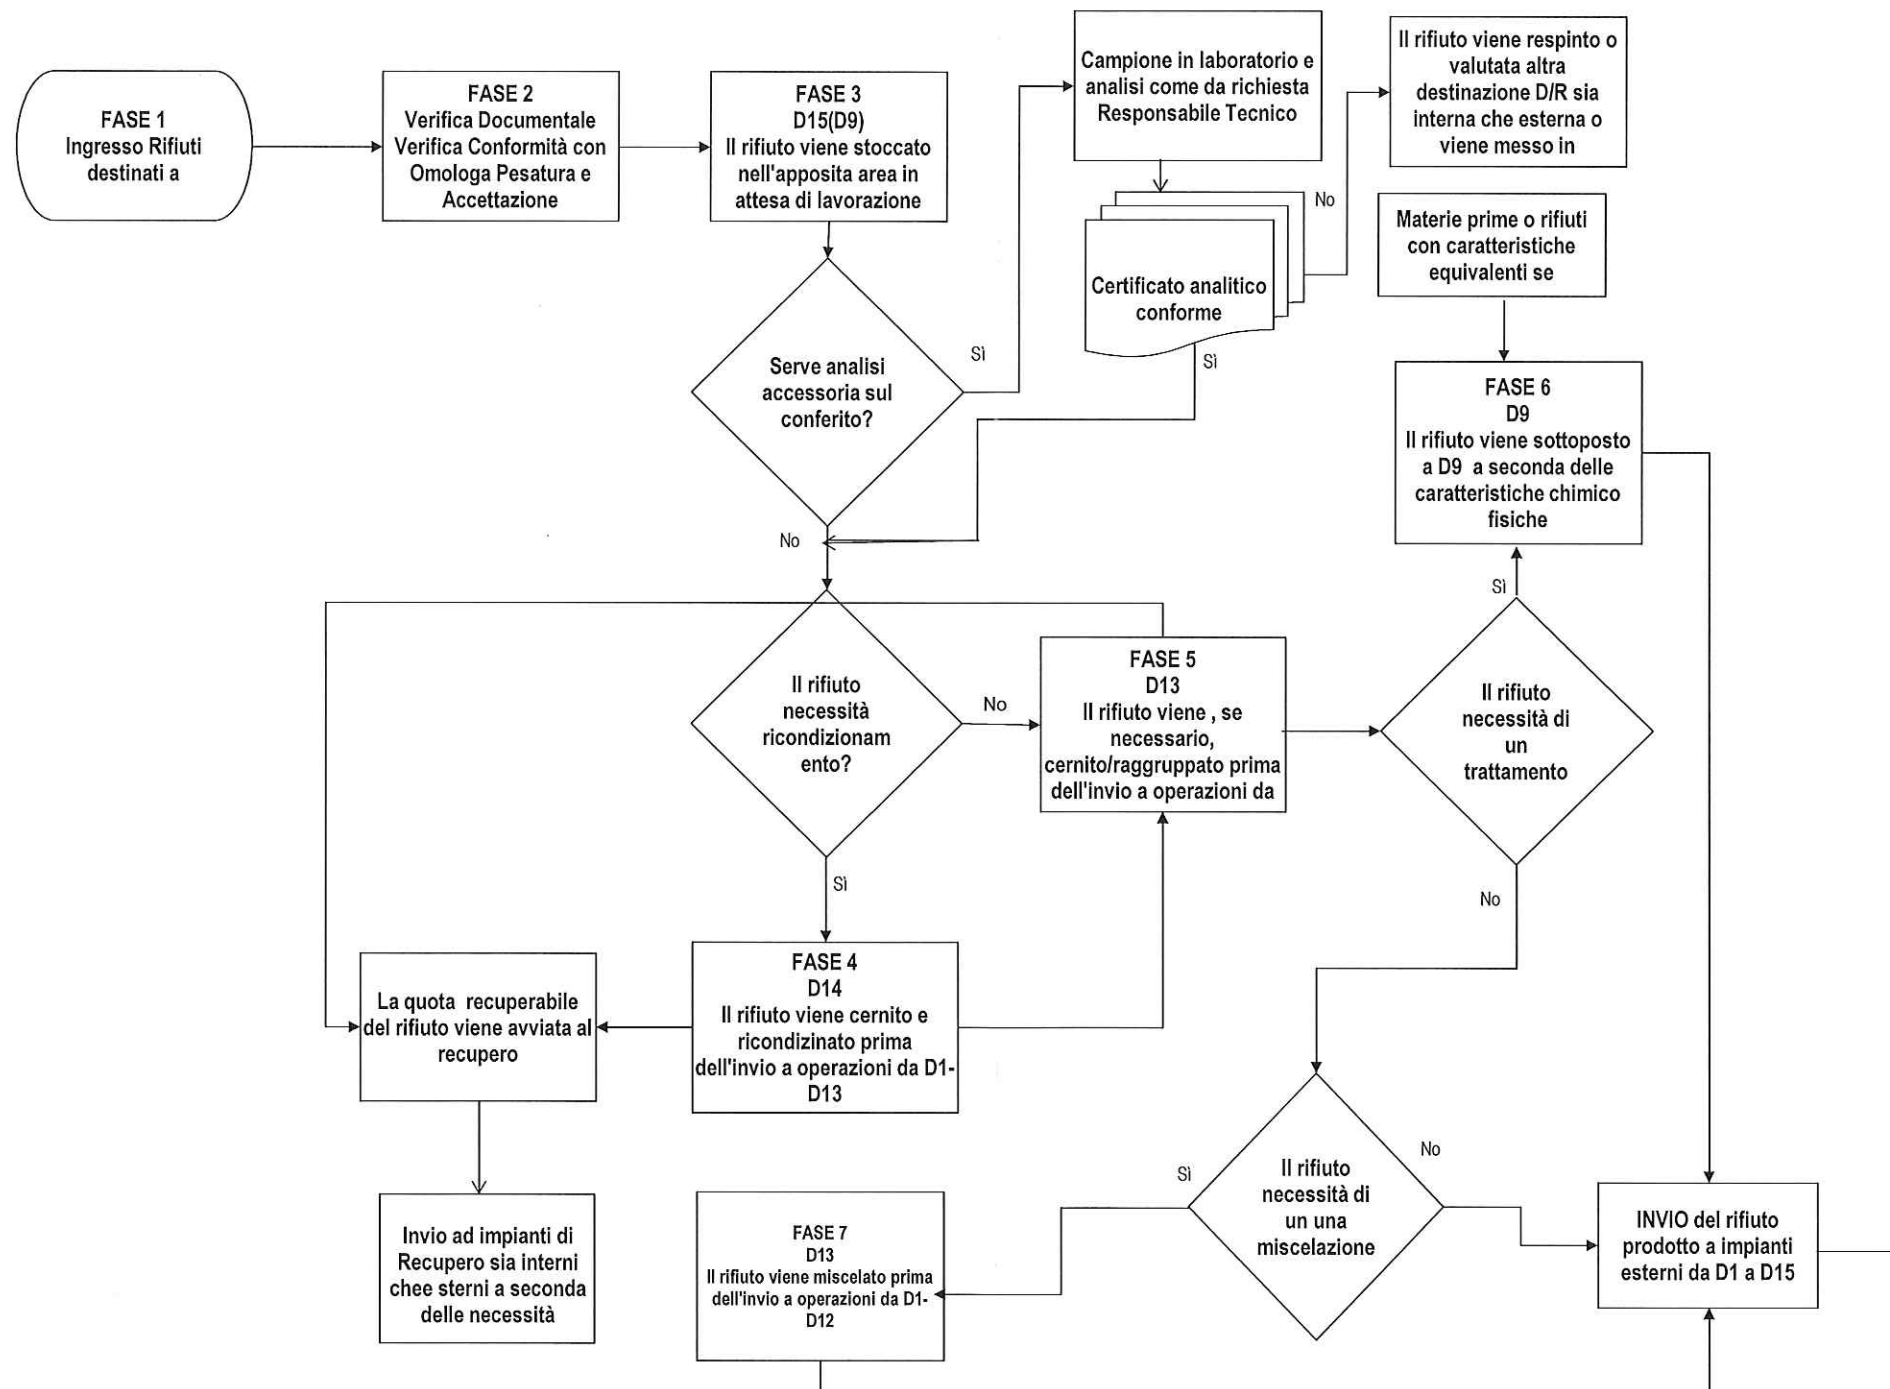 FASE 1
Ingresso Rifiuti
destinati a
FASE 2
Verifica Documentale
Verifica Conformità con
Omologa Pesatura e
Accettazione
FASE 3
D15(D9)
Il rifiuto viene stoccato
nell'apposita area in
attesa di lavorazione
Campione in laboratorio e
analisi come da richiesta
Responsabile Tecnico
Il rifiuto viene respinto o
valutata altra
destinazione D/R sia
interna che esterna o
viene messo in
No
Certificato analitico
conforme
Sì
Materie prime o rifiuti
con caratteristiche
equivalenti se
Serve analisi
accessoria sul
conferito?
Sì
No
FASE 6
D9
Il rifiuto viene sottoposto
a D9 a seconda delle
caratteristiche chimico
fisiche
Sì
Il rifiuto
necessità
ricondizionam
ento?
No
Sì
FASE 5
D13
Il rifiuto viene , se
necessario,
cernito/raggruppato prima
dell'invio a operazioni da
Il rifiuto
necessità di
un
trattamento
No
La quota recuperabile
del rifiuto viene avviata al
recupero
FASE 4
D14
Il rifiuto viene cernito e
ricondizinato prima
dell'invio a operazioni da D1-
D13
Invio ad impianti di
Recupero sia interni
chee sterni a seconda
delle necessità
FASE 7
D13
Il rifiuto viene miscelato prima
dell'invio a operazioni da D1-
D12
Sì
Il rifiuto
necessità di
un una
miscelazione
No
INVIO del rifiuto
prodotto a impianti
esterni da D1 a D15